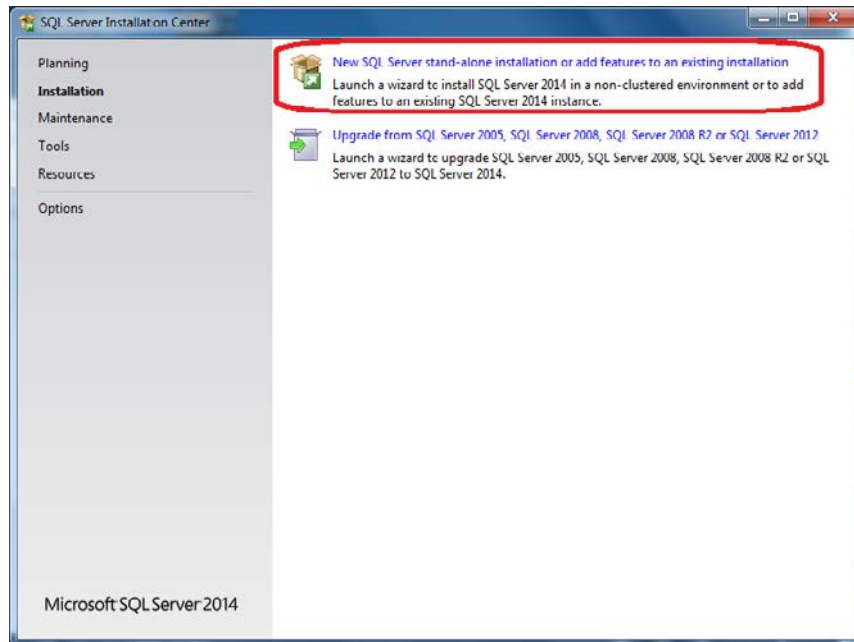 SQL Server Installation Center
Planning
Installation
Maintenance
Tools
Resources
Options
New SQL Server stand-alone installation or add features to an existing installation
Launch a wizard to install SQL Server 2014 in a non-clustered environment or to add
features to an existing SQL Server 2014 instance.
Upgrade from SQL Server 2005, SQL Server 2008, SQL Server 2008 R2 or SQL Server 2012
Launch a wizard to upgrade SQL Server 2005, SQL Server 2008, SQL Server 2008 R2 or SQL
Server 2012 to SQL Server 2014.
Microsoft SQL Server 2014